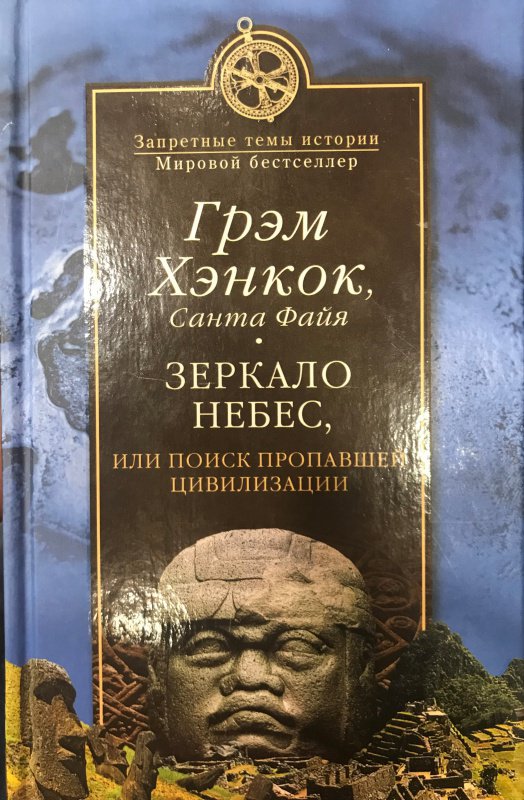 Запретные темы истории
Мировой бестселлер
Грэм
Хэнкок,
Санта Файя
·
ЗЕРКАЛО
НЕБЕС,
ИЛИ ПОИСК ПРОПАВШЕЙ
ЦИВИЛИЗАЦИИ